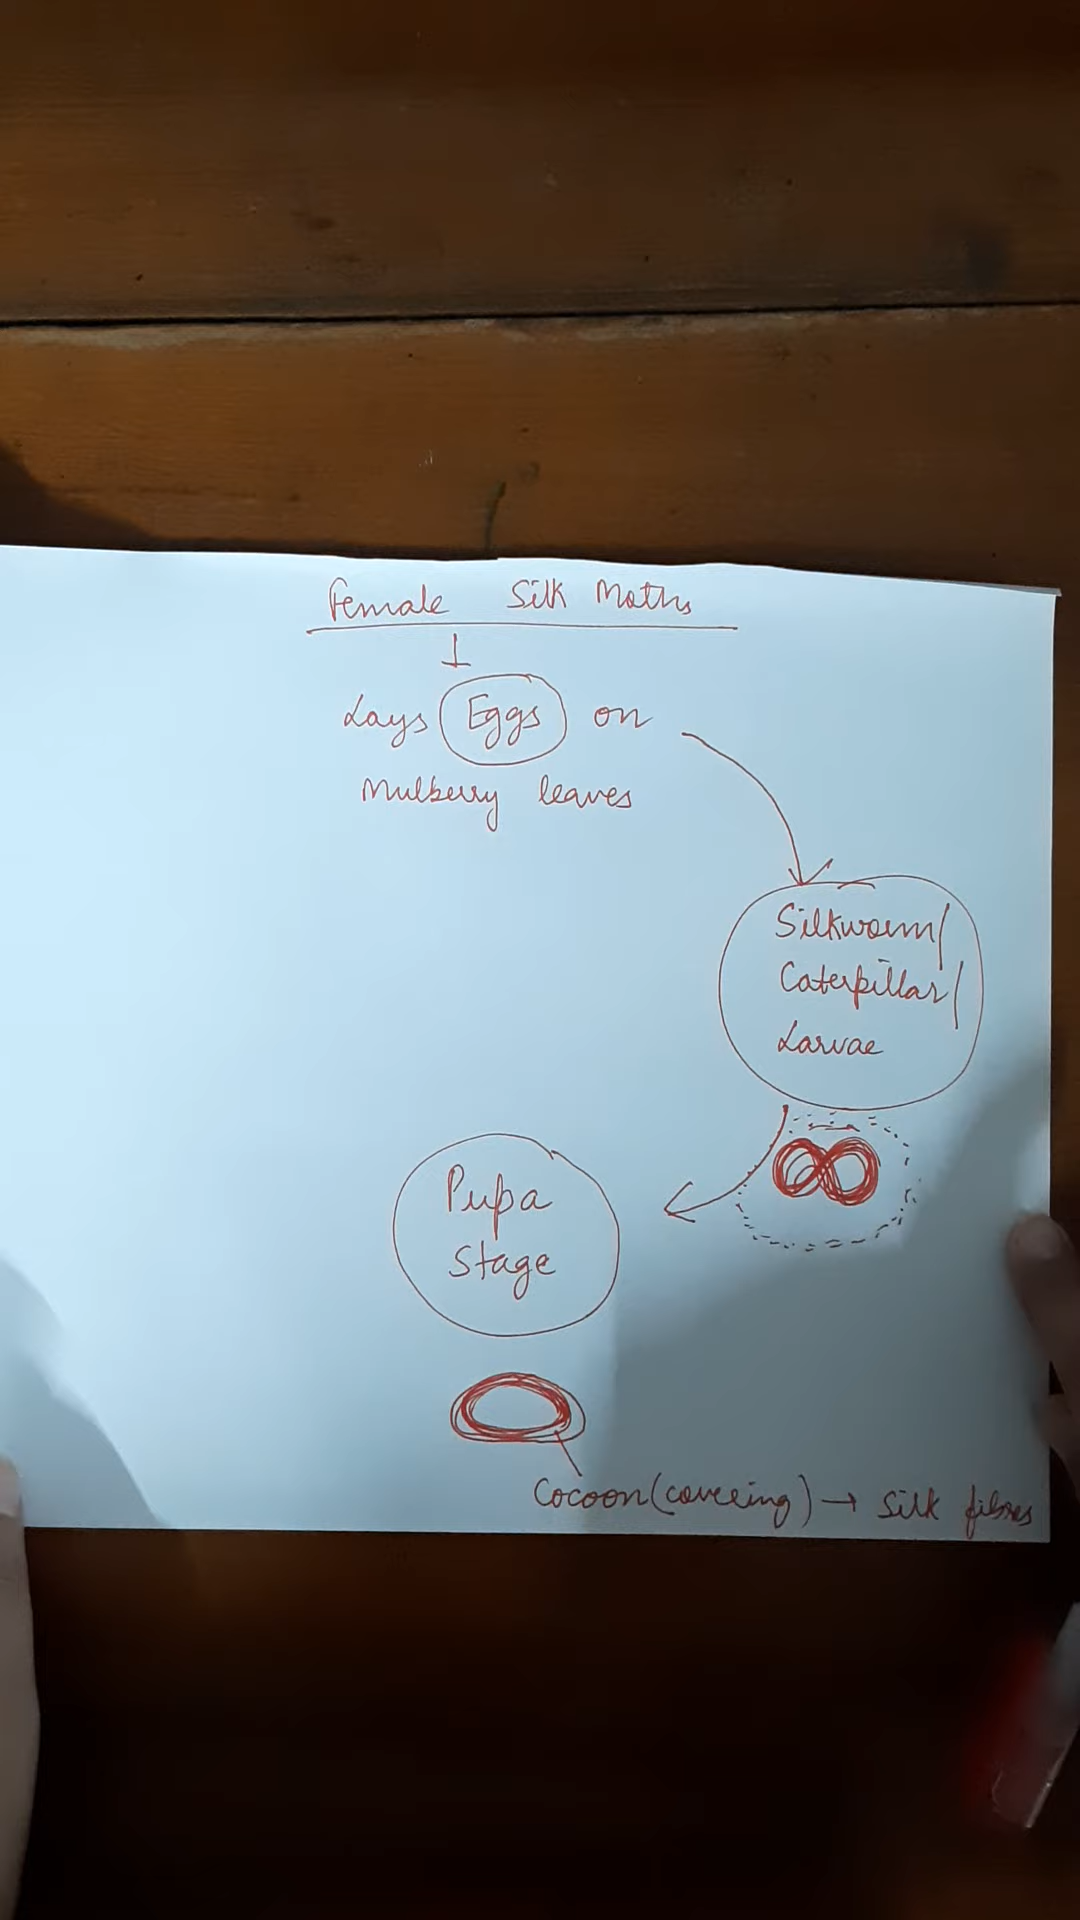 Female Silk Moths
Lays Eggs on
Mulberry leaves
Silkworm/
Caterpillar/
Larvae
Pupa
Stage
Cocoon (covering) → Silk fibres